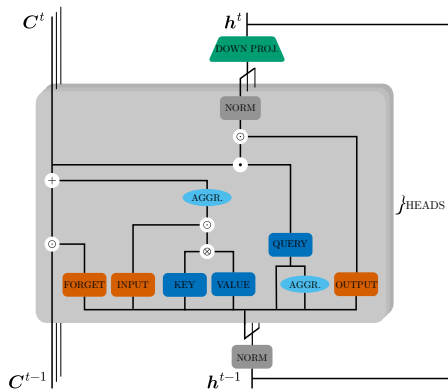 C^t h^t
DOWN PROJ.
NORM
⊙
•
+
AGGR.
⊙
⊙ ⊗ QUERY
} HEADS
FORGET INPUT KEY VALUE AGGR. OUTPUT
NORM
C^{t-1} h^{t-1}